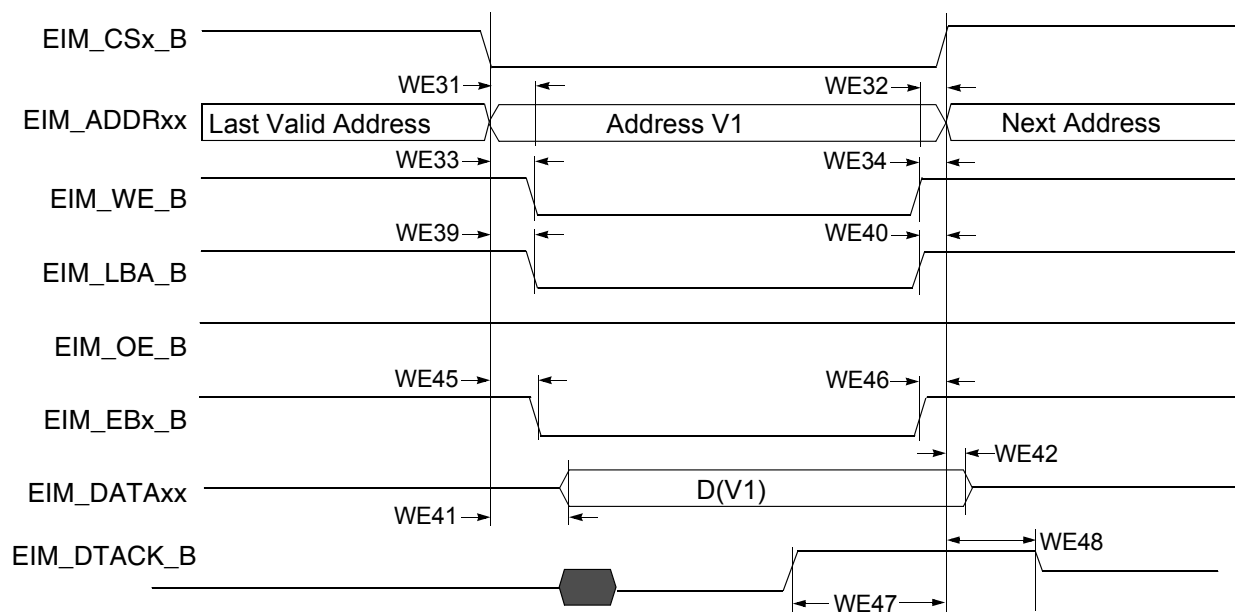 EIM_CSx_B
WE31
WE32
EIM_ADDRxx
Last Valid Address
Address V1
Next Address
WE33
WE34
EIM_WE_B
WE39
WE40
EIM_LBA_B
EIM_OE_B
WE45
WE46
EIM_EBx_B
WE42
EIM_DATAxx
D(V1)
WE41
EIM_DTACK_B
WE48
WE47